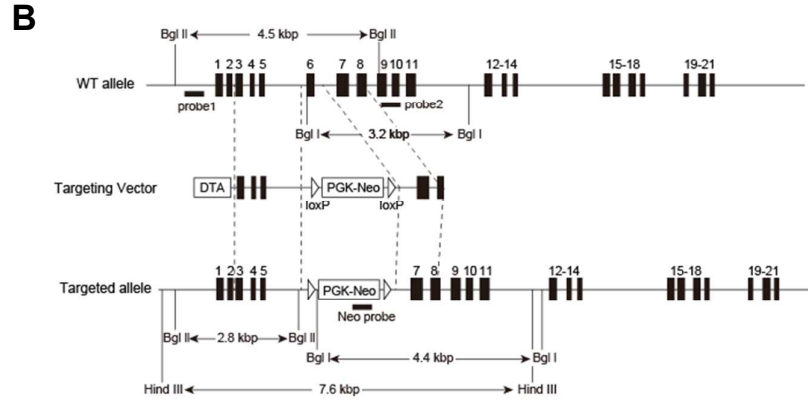 B
Bgl II 4.5 kbp Bgl II
1 2 3 4 5 6 7 8 9 10 11 12-14 15-18 19-21
WT allele
probe1 probe2
Bgl I 3.2 kbp Bgl I
Targeting Vector DTA PGK-Neo
loxP loxP
1 2 3 4 5 7 8 9 10 11 12-14 15-18 19-21
Targeted allele PGK-Neo
Neo probe
Bgl II 2.8 kbp Bgl II
Bgl I 4.4 kbp Bgl I
Hind III 7.6 kbp Hind III